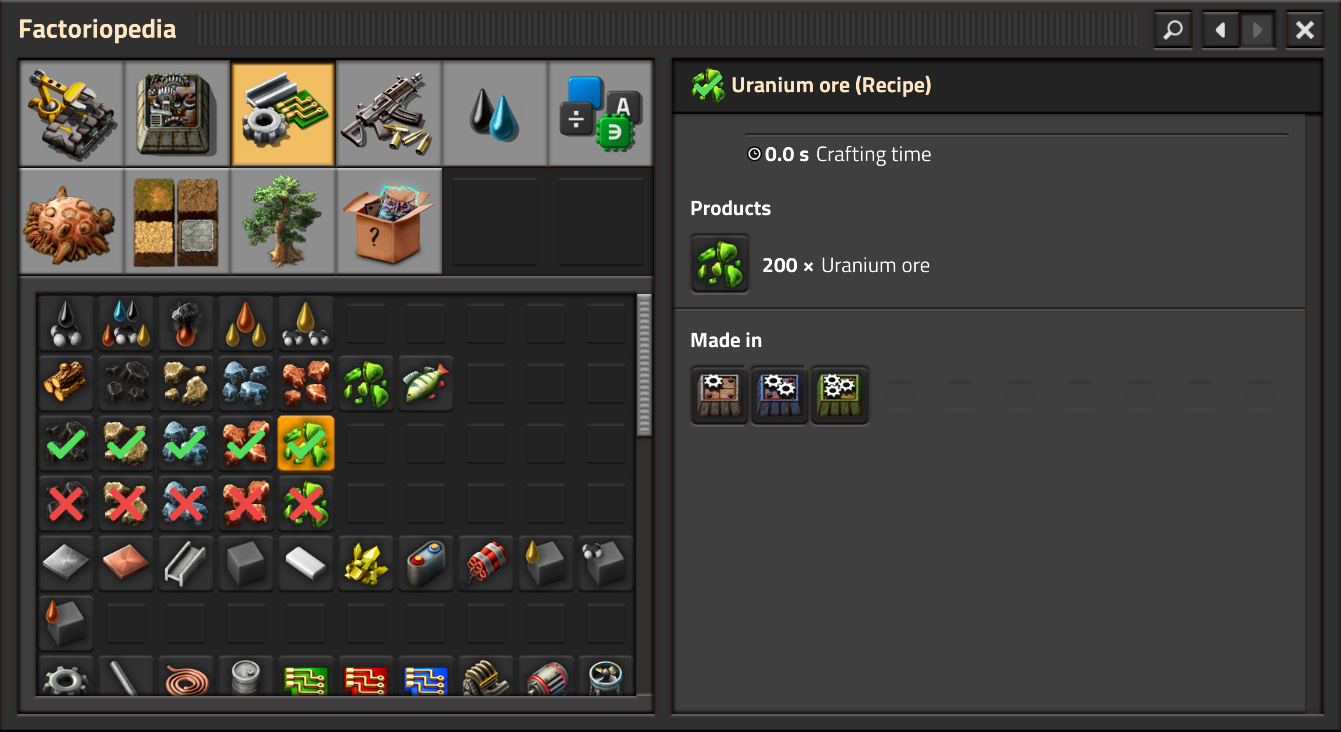 Factoriopedia
÷ A
?
Uranium ore (Recipe)
0.0 s Crafting time
Products
200 × Uranium ore
Made in